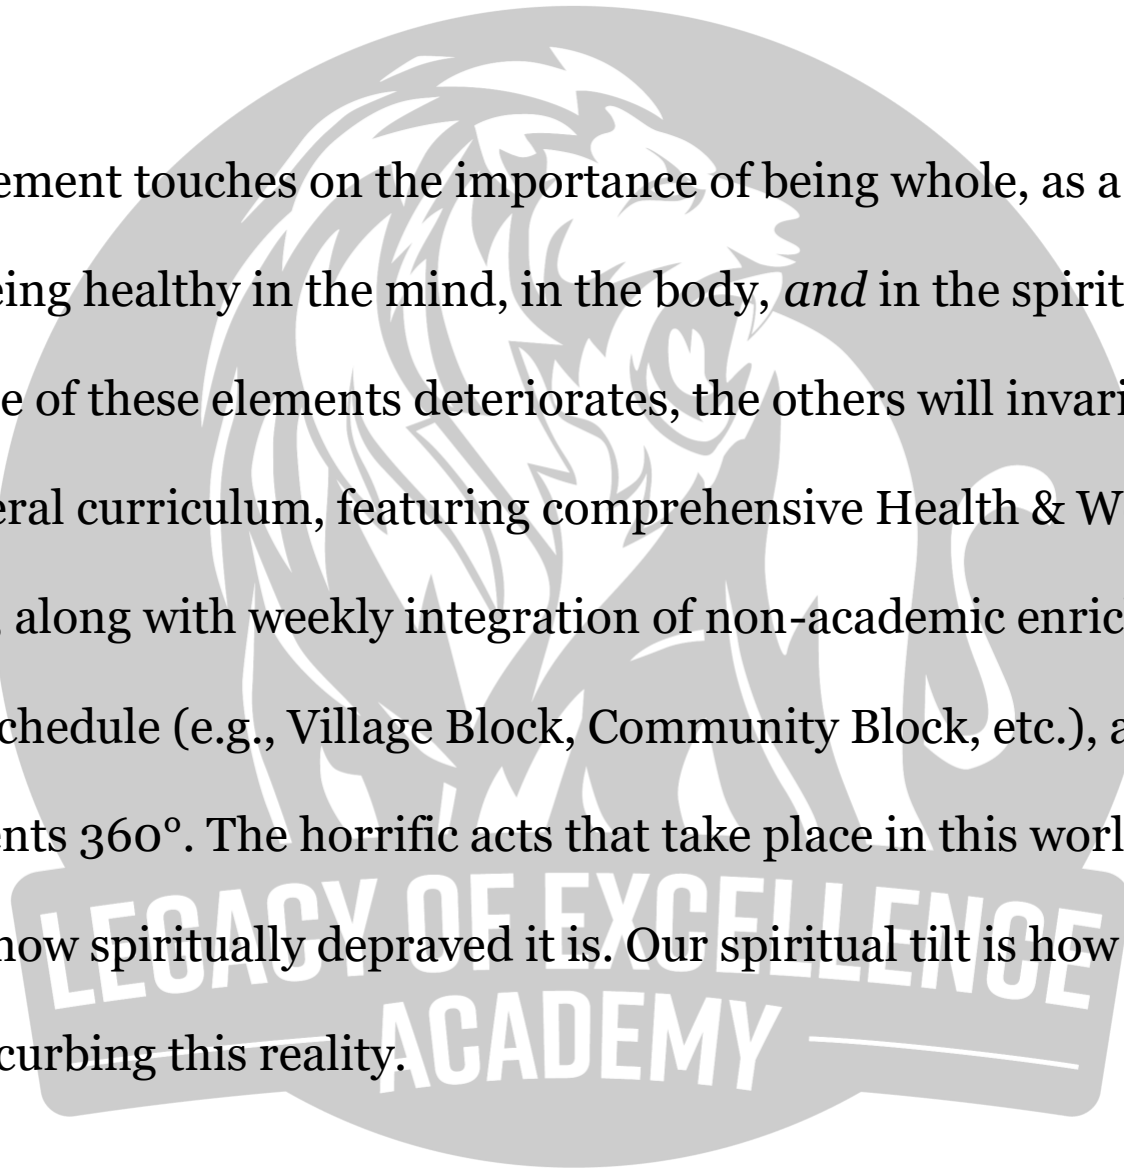 ement touches on the importance of being whole, as a
eing healthy in the mind, in the body, and in the spirit
e of these elements deteriorates, the others will invari
eral curriculum, featuring comprehensive Health & W
along with weekly integration of non-academic enric
chedule (e.g., Village Block, Community Block, etc.), a
ents 360°. The horrific acts that take place in this worl
how spiritually depraved it is. Our spiritual tilt is how
curbing this reality.
LEGACY OF EXCELLENCE
ACADEMY